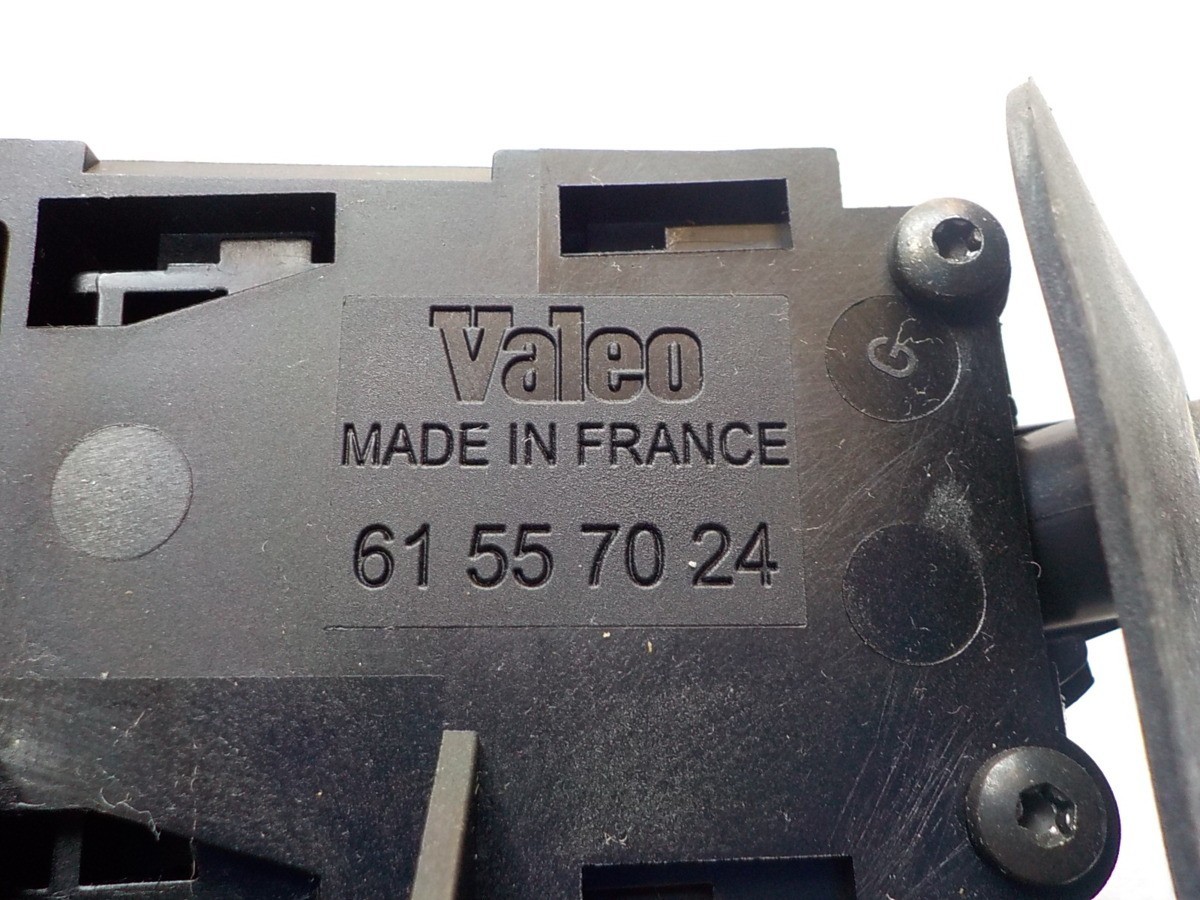 Valeo
MADE IN FRANCE
61 55 70 24
G